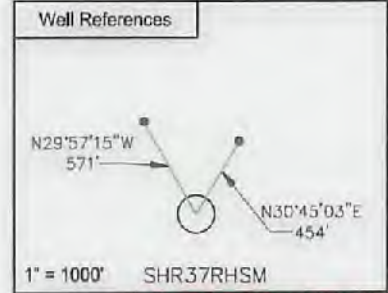 Well References
N29°57'15"W
571'
N30°45'03"E
454'
1" = 1000' SHR37RHSM